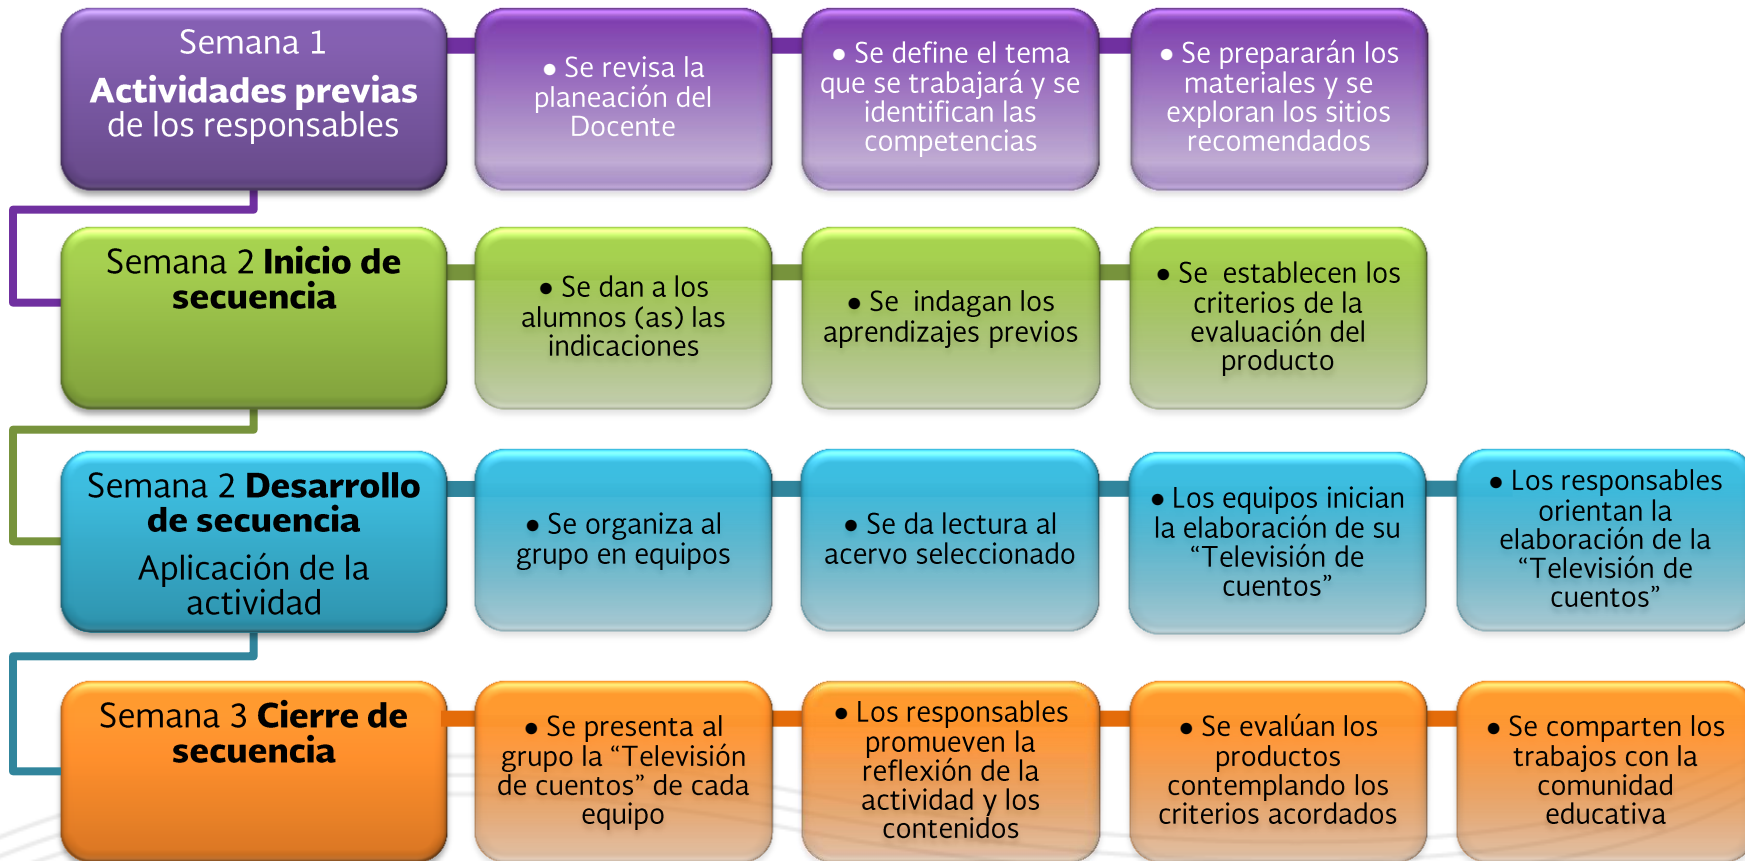 Semana 1
Actividades previas
de los responsables
● Se revisa la
planeación del
Docente
● Se define el tema
que se trabajará y se
identifican las
competencias
● Se prepararán los
materiales y se
exploran los sitios
recomendados
Semana 2 Inicio de
secuencia
● Se dan a los
alumnos (as) las
indicaciones
● Se  indagan los
aprendizajes previos
● Se  establecen los
criterios de la
evaluación del
producto
Semana 2 Desarrollo
de secuencia
Aplicación de la
actividad
● Se organiza al
grupo en equipos
● Se da lectura al
acervo seleccionado
● Los equipos inician
la elaboración de su
“Televisión de
cuentos”
● Los responsables
orientan la
elaboración de la
“Televisión de
cuentos”
Semana 3 Cierre de
secuencia
● Se presenta al
grupo la “Televisión
de cuentos” de cada
equipo
● Los responsables
promueven la
reflexión de la
actividad y los
contenidos
● Se evalúan los
productos
contemplando los
criterios acordados
● Se comparten los
trabajos con la
comunidad
educativa